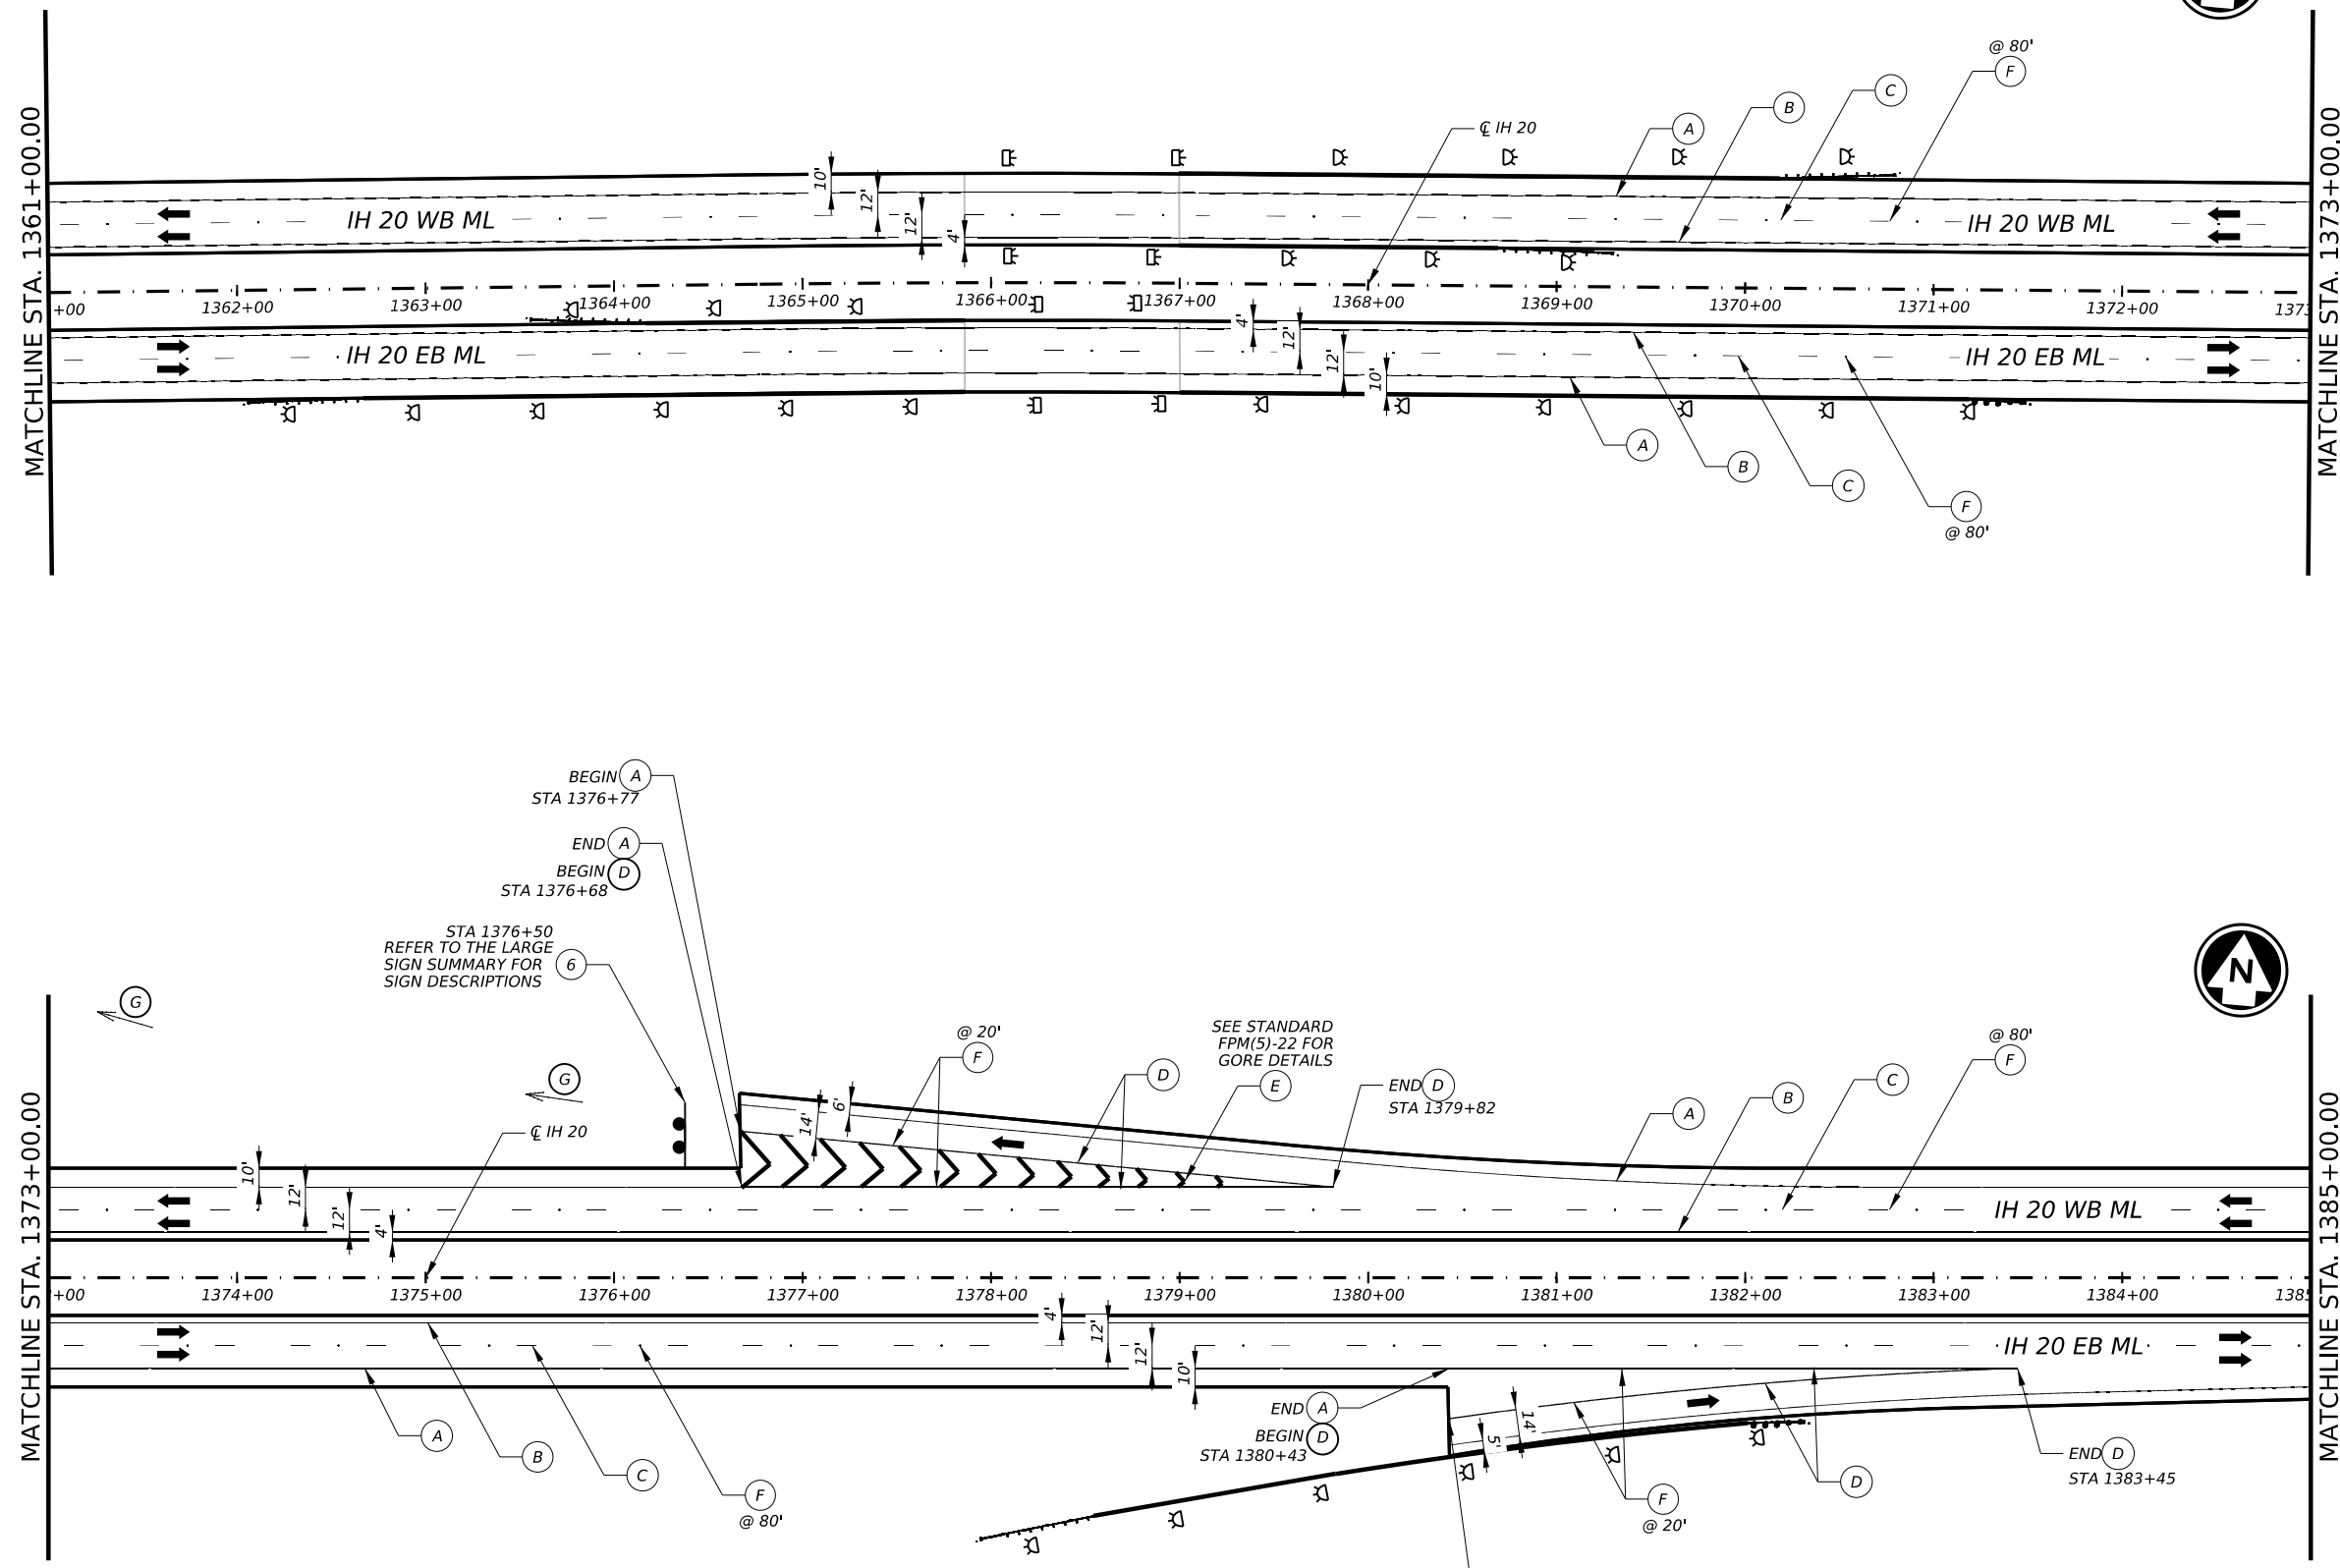 @ 80'
F
C
B
A
℄ IH 20
MATCHLINE STA. 1361+00.00
MATCHLINE STA. 1373+00.00
10'
12'
12'
4'
IH 20 WB ML
IH 20 WB ML
+00
1362+00
1363+00
1364+00
1365+00
1366+00
1367+00
1368+00
1369+00
1370+00
1371+00
1372+00
1373
4'
12'
12'
10'
IH 20 EB ML
IH 20 EB ML
A
B
C
F
@ 80'
BEGIN A
STA 1376+77
END A
BEGIN D
STA 1376+68
STA 1376+50
REFER TO THE LARGE
SIGN SUMMARY FOR
SIGN DESCRIPTIONS
6
G
G
N
@ 20'
F
D
SEE STANDARD
FPM(5)-22 FOR
GORE DETAILS
E
END D
STA 1379+82
@ 80'
F
C
B
A
℄ IH 20
6'
14'
MATCHLINE STA. 1373+00.00
MATCHLINE STA. 1385+00.00
10'
12'
12'
4'
IH 20 WB ML
+00
1374+00
1375+00
1376+00
1377+00
1378+00
1379+00
1380+00
1381+00
1382+00
1383+00
1384+00
1385
4'
12'
12'
10'
IH 20 EB ML
A
B
C
F
@ 80'
END A
BEGIN D
STA 1380+43
14'
5'
F
@ 20'
D
END D
STA 1383+45